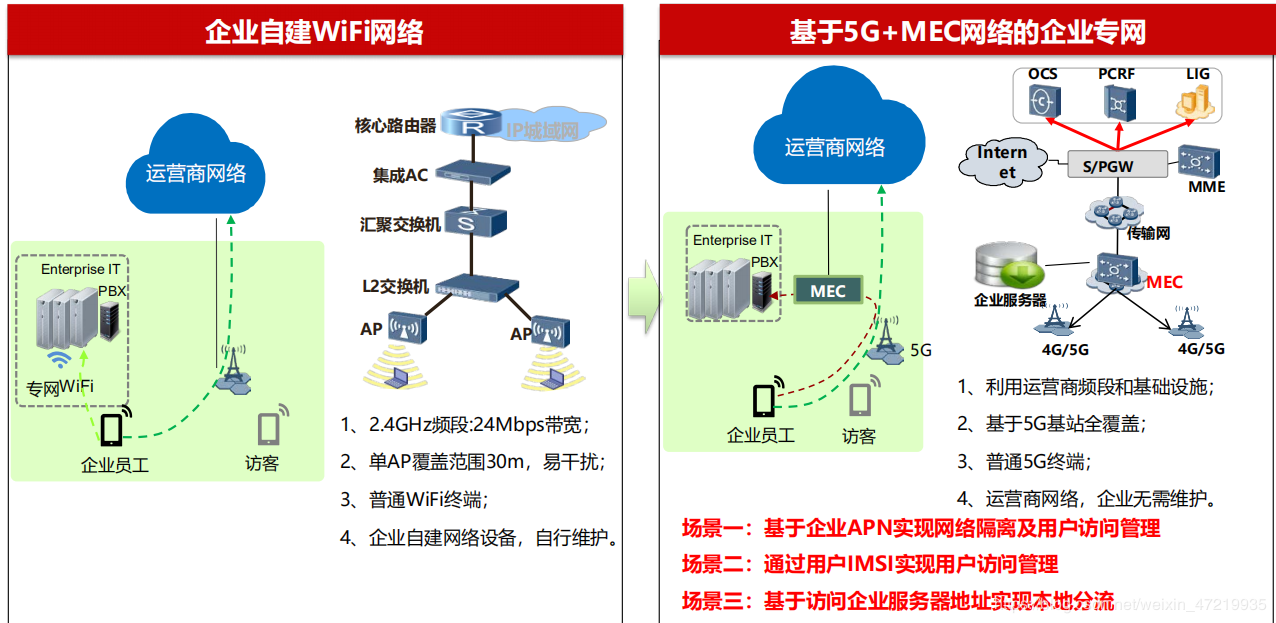 企业自建WiFi网络
运营商网络
Enterprise IT
PBX
专网WiFi
企业员工
访客
核心路由器
R
IP城域网
集成AC
汇聚交换机
S
L2交换机
AP
AP
1、2.4GHz频段:24Mbps带宽；
2、单AP覆盖范围30m，易干扰；
3、普通WiFi终端；
4、企业自建网络设备，自行维护。
基于5G+MEC网络的企业专网
运营商网络
Enterprise IT
PBX
MEC
5G
企业员工
访客
OCS
PCRF
LIG
C
Intern
et
S/PGW
MME
传输网
企业服务器
MEC
4G/5G
4G/5G
1、利用运营商频段和基础设施；
2、基于5G基站全覆盖；
3、普通5G终端；
4、运营商网络，企业无需维护。
场景一：基于企业APN实现网络隔离及用户访问管理
场景二：通过用户IMSI实现用户访问管理
场景三：基于访问企业服务器地址实现本地分流
https://blog.csdn.net/weixin_47219935